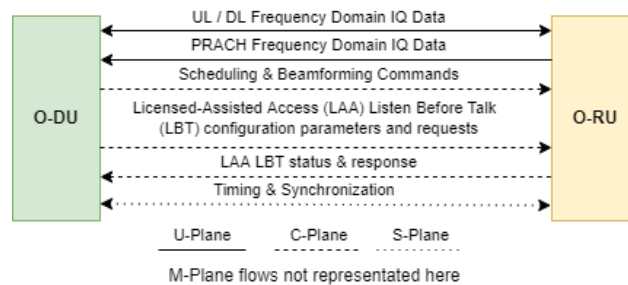 UL / DL Frequency Domain IQ Data
PRACH Frequency Domain IQ Data
Scheduling & Beamforming Commands
O-DU
Licensed-Assisted Access (LAA) Listen Before Talk
(LBT) configuration parameters and requests
O-RU
LAA LBT status & response
Timing & Synchronization
U-Plane
C-Plane
S-Plane
M-Plane flows not represented here